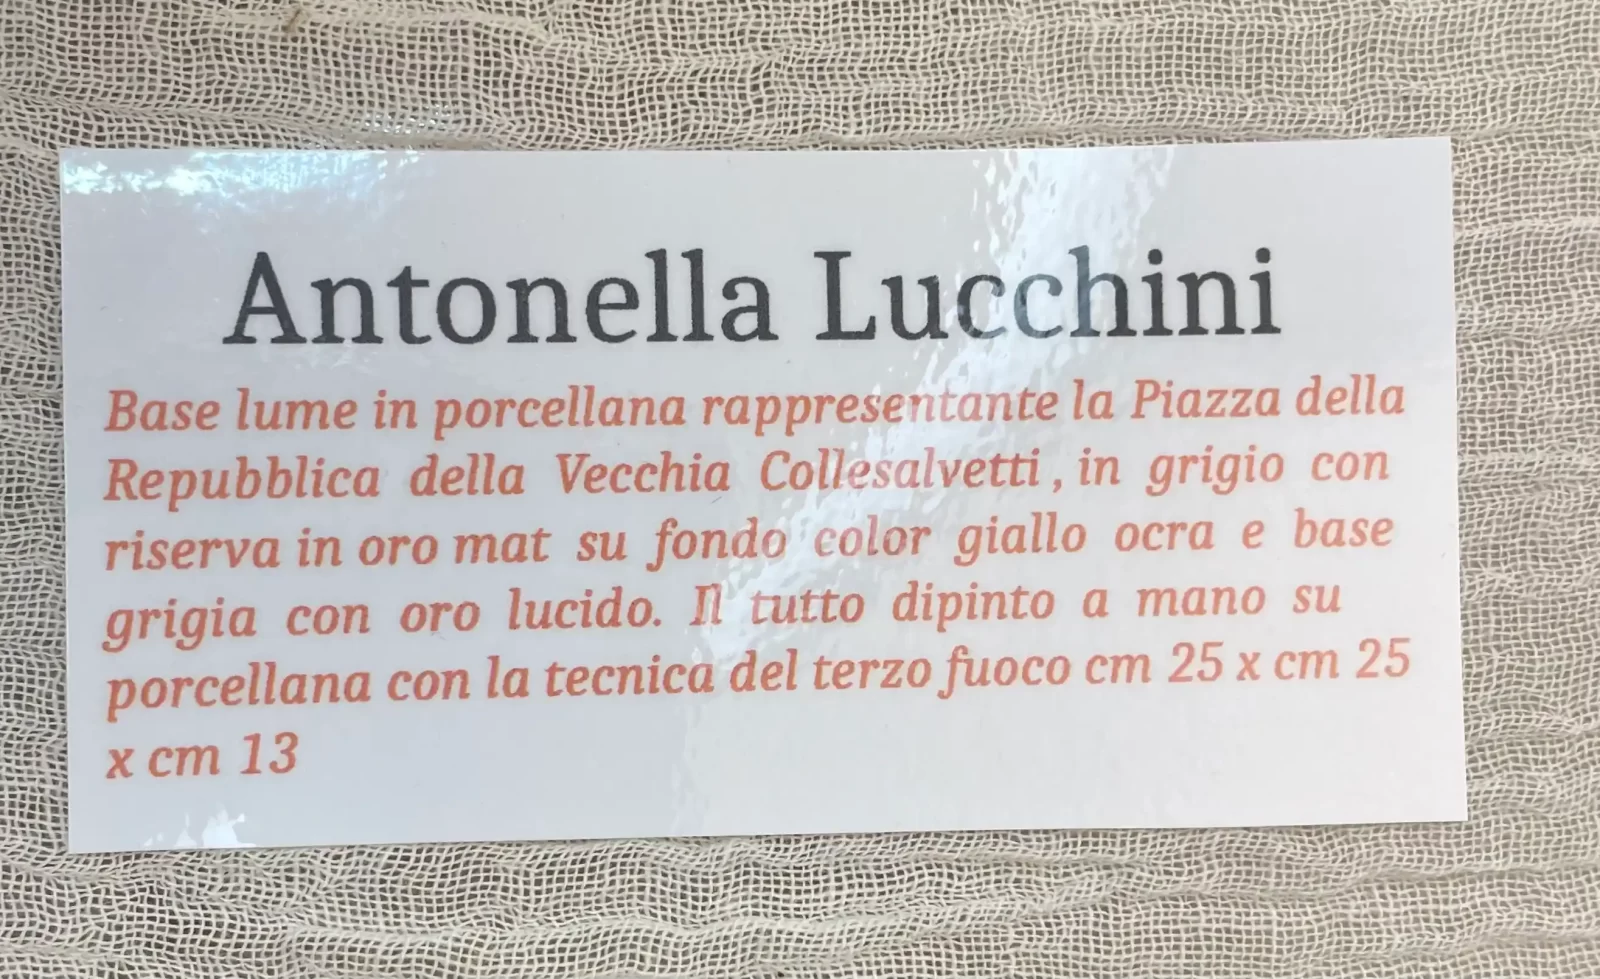 Antonella Lucchini
Base lume in porcellana rappresentante la Piazza della
Repubblica della Vecchia Collesalvetti, in grigio con
riserva in oro mat su fondo color giallo ocra e base
grigia con oro lucido. Il tutto dipinto a mano su
porcellana con la tecnica del terzo fuoco cm 25 x cm 25
x cm 13